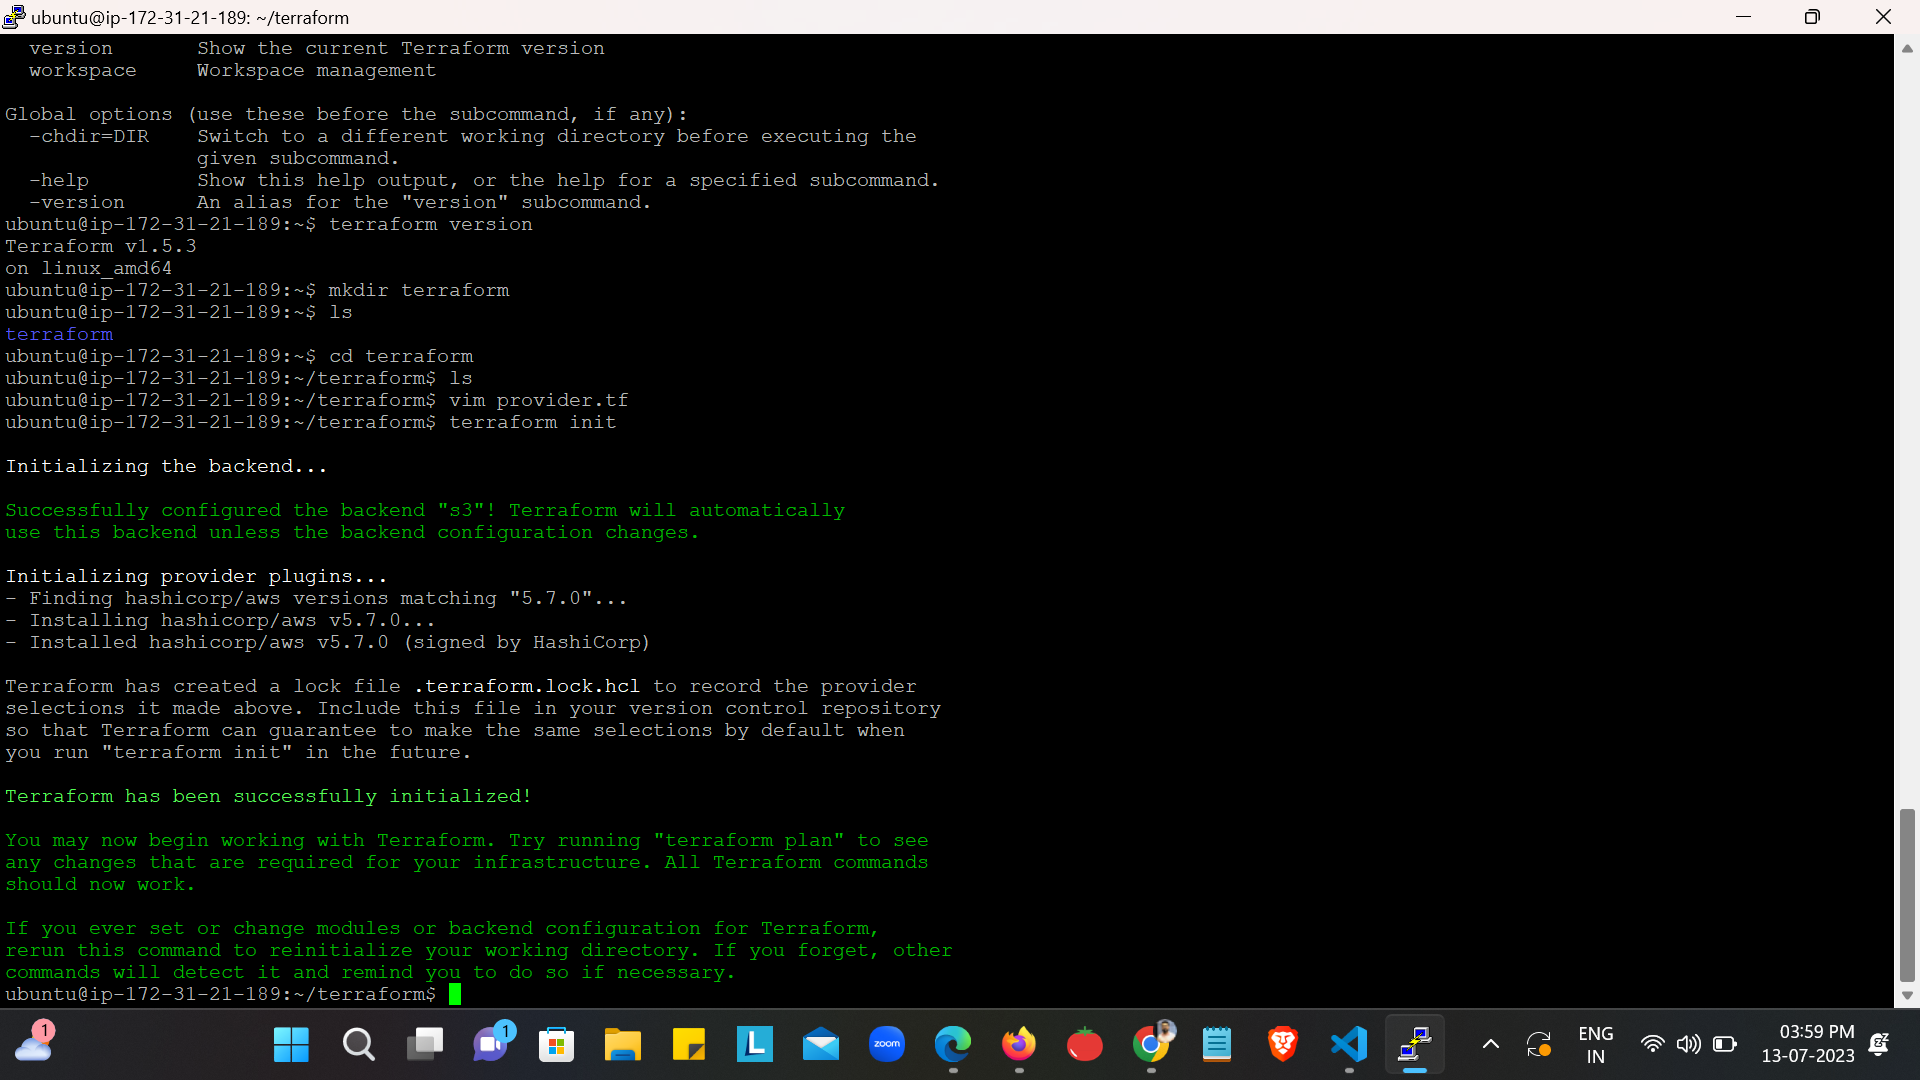 ubuntu@ip-172-31-21-189: ~/terraform
version Show the current Terraform version
workspace Workspace management
Global options (use these before the subcommand, if any):
-chdir=DIR Switch to a different working directory before executing the
given subcommand.
-help Show this help output, or the help for a specified subcommand.
-version An alias for the "version" subcommand.
ubuntu@ip-172-31-21-189:~$ terraform version
Terraform v1.5.3
on linux_amd64
ubuntu@ip-172-31-21-189:~$ mkdir terraform
ubuntu@ip-172-31-21-189:~$ ls
terraform
ubuntu@ip-172-31-21-189:~$ cd terraform
ubuntu@ip-172-31-21-189:~/terraform$ ls
ubuntu@ip-172-31-21-189:~/terraform$ vim provider.tf
ubuntu@ip-172-31-21-189:~/terraform$ terraform init
Initializing the backend...
Successfully configured the backend "s3"! Terraform will automatically
use this backend unless the backend configuration changes.
Initializing provider plugins...
- Finding hashicorp/aws versions matching "5.7.0"...
- Installing hashicorp/aws v5.7.0...
- Installed hashicorp/aws v5.7.0 (signed by HashiCorp)
Terraform has created a lock file .terraform.lock.hcl to record the provider
selections it made above. Include this file in your version control repository
so that Terraform can guarantee to make the same selections by default when
you run "terraform init" in the future.
Terraform has been successfully initialized!
You may now begin working with Terraform. Try running "terraform plan" to see
any changes that are required for your infrastructure. All Terraform commands
should now work.
If you ever set or change modules or backend configuration for Terraform,
rerun this command to reinitialize your working directory. If you forget, other
commands will detect it and remind you to do so if necessary.
ubuntu@ip-172-31-21-189:~/terraform$
1
1
L
zoom
ENG
IN
03:59 PM
13-07-2023